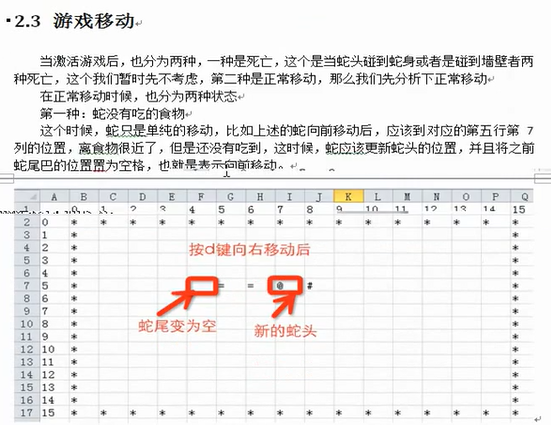 2.3 游戏移动
当激活游戏后，也分为两种，一种是死亡，这个是当蛇头碰到蛇身或者是碰到墙壁者两
种死亡，这个我们暂时先不考虑，第二种是正常移动，那么我们先分析下正常移动
在正常移动时候，也分为两种状态
第一种：蛇没有吃的食物
这个时候，蛇只是单纯的移动，比如上述的蛇向前移动后，应该到对应的第五行第 7
列的位置，离食物很近了，但是还没有吃到，这时候，蛇应该更新蛇头的位置，并且将之前
蛇尾巴的位置置为空格，也就是表示向前移动。
A B C D E F G H I J K L M N O P Q
0 1 2 3 4 5 6 7 8 9 10 11 12 13 14 15
2 0 * * * * * * * * * * * * * * * *
3 1 * *
4 2 * *
5 3 * *
6 4 * *
7 5 * = = @ # *
8 6 * *
9 7 * *
10 8 * *
11 9 * *
12 10 * *
13 11 * *
14 12 * *
15 13 * *
16 14 * *
17 15 * * * * * * * * * * * * * * * *
按d键向右移动后
蛇尾变为空
新的蛇头